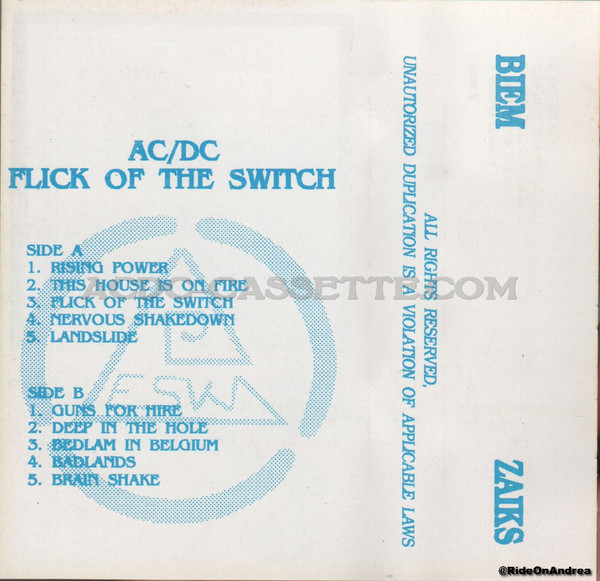 AC/DC
FLICK OF THE SWITCH
SIDE A
1. RISING POWER
2. THIS HOUSE IS ON FIRE
3. FLICK OF THE SWITCH
4. NERVOUS SHAKEDOWN
5. LANDSLIDE
SIDE B
1. GUNS FOR HIRE
2. DEEP IN THE HOLE
3. BEDLAM IN BELGIUM
4. BADLANDS
5. BRAIN SHAKE
ALL RIGHTS RESERVED,
UNAUTORIZED DUPLICATION IS A VIOLATION OF APPLICABLE LAWS
BIEM
ZAIKS
ACDC-CASSETTE.COM
@RideOnAndrea